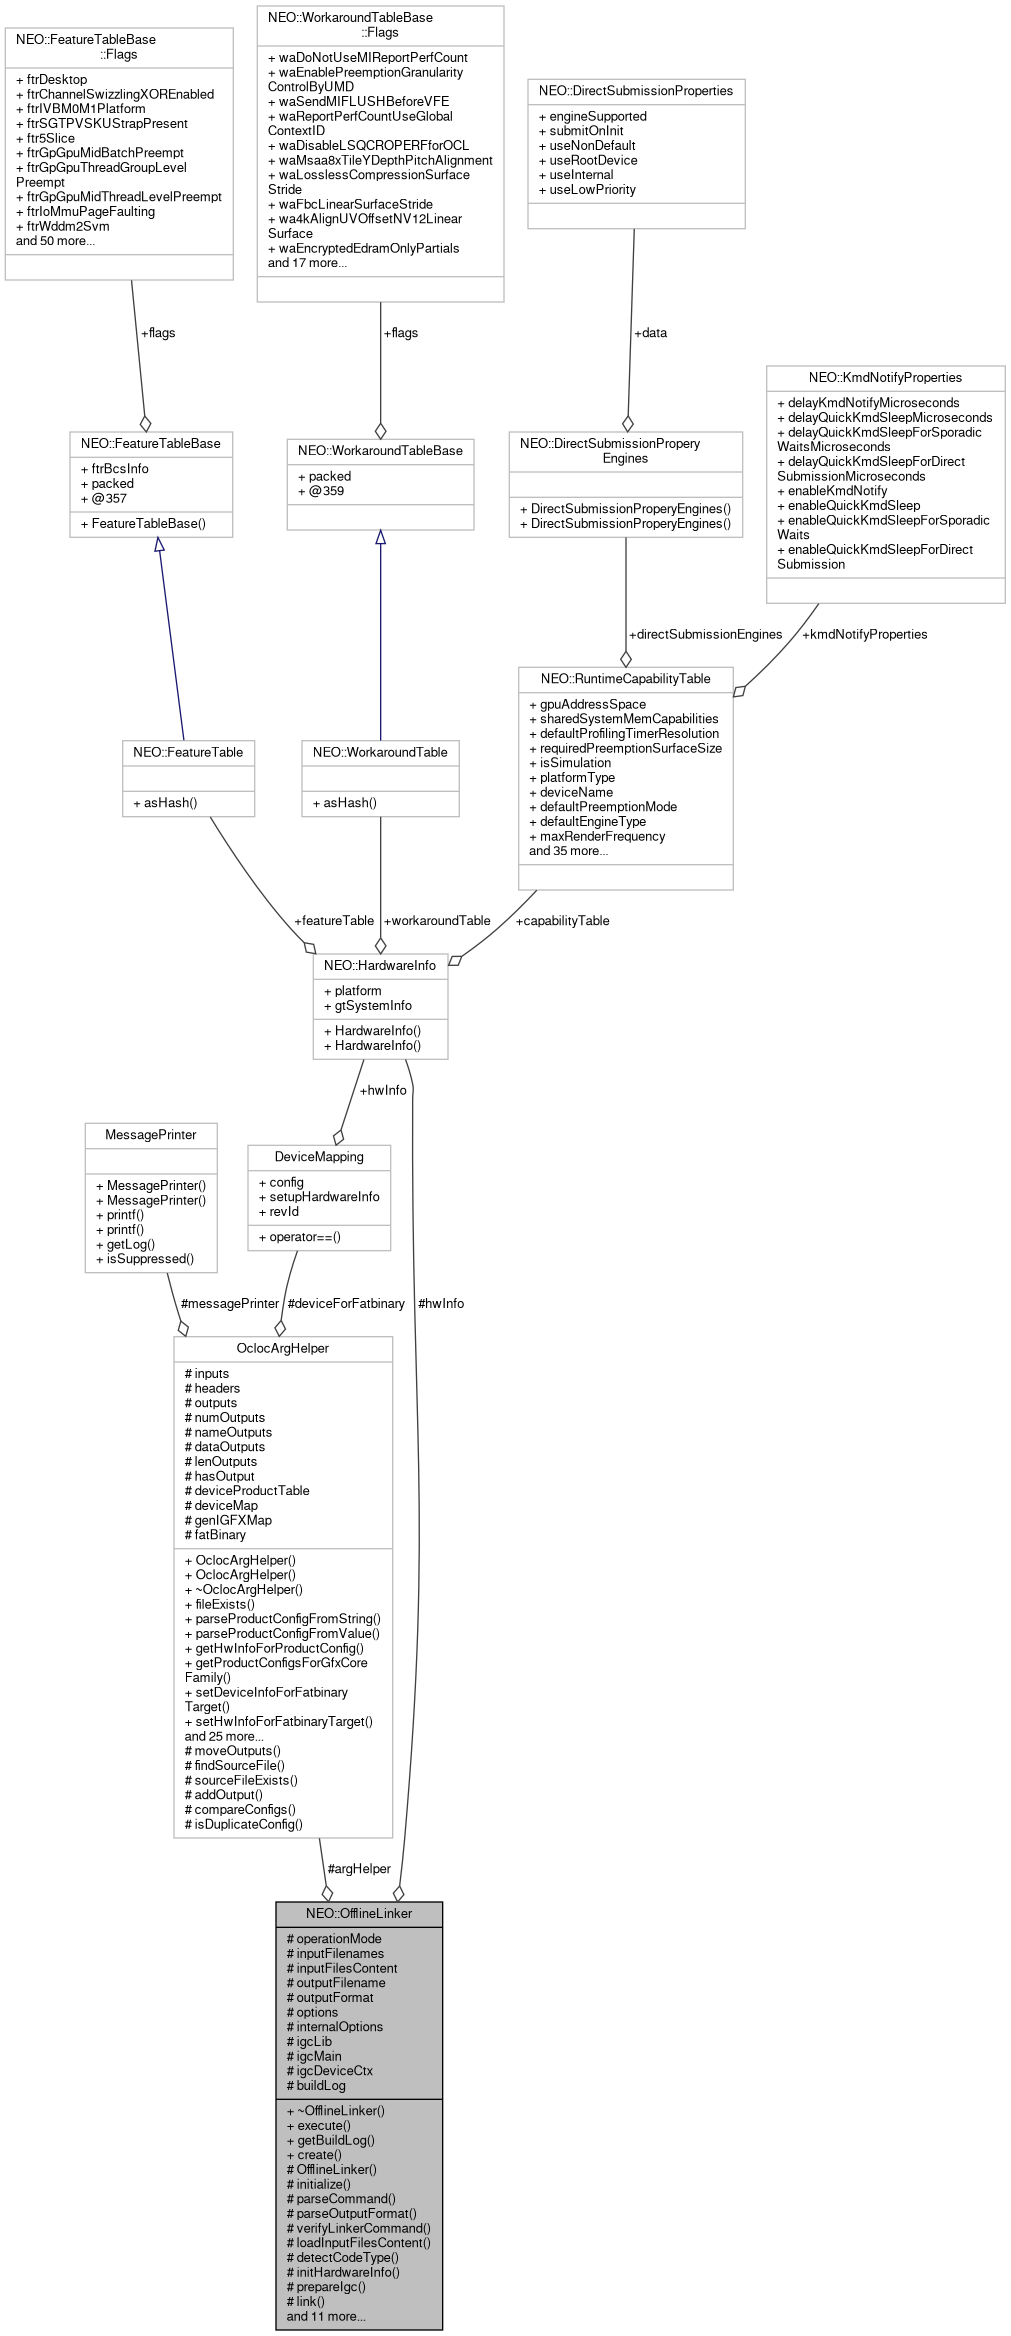 NEO::FeatureTableBase
::Flags
+ ftrDesktop
+ ftrChannelSwizzlingXOREnabled
+ ftrIVBM0M1Platform
+ ftrSGTPVSKUStrapPresent
+ ftr5Slice
+ ftrGpGpuMidBatchPreempt
+ ftrGpGpuThreadGroupLevel
Preempt
+ ftrGpGpuMidThreadLevelPreempt
+ ftrIoMmuPageFaulting
+ ftrWddm2Svm
and 50 more...
NEO::WorkaroundTableBase
::Flags
+ waDoNotUseMIReportPerfCount
+ waEnablePreemptionGranularity
ControlByUMD
+ waSendMIFLUSHBeforeVFE
+ waReportPerfCountUseGlobal
ContextID
+ waDisableLSQCROPERFforOCL
+ waMsaa8xTileYDepthPitchAlignment
+ waLosslessCompressionSurface
Stride
+ waFbcLinearSurfaceStride
+ wa4kAlignUVOffsetNV12Linear
Surface
+ waEncryptedEdramOnlyPartials
and 17 more...
NEO::DirectSubmissionProperties
+ engineSupported
+ submitOnInit
+ useNonDefault
+ useRootDevice
+ useInternal
+ useLowPriority
+flags
+flags
+data
NEO::KmdNotifyProperties
+ delayKmdNotifyMicroseconds
+ delayQuickKmdSleepMicroseconds
+ delayQuickKmdSleepForSporadic
WaitsMicroseconds
+ delayQuickKmdSleepForDirect
SubmissionMicroseconds
+ enableKmdNotify
+ enableQuickKmdSleep
+ enableQuickKmdSleepForSporadic
Waits
+ enableQuickKmdSleepForDirect
Submission
NEO::FeatureTableBase
+ ftrBcsInfo
+ packed
+ @357
+ FeatureTableBase()
NEO::WorkaroundTableBase
+ packed
+ @359
NEO::DirectSubmissionPropery
Engines
+ DirectSubmissionProperyEngines()
+ DirectSubmissionProperyEngines()
+directSubmissionEngines
+kmdNotifyProperties
NEO::RuntimeCapabilityTable
+ gpuAddressSpace
+ sharedSystemMemCapabilities
+ defaultProfilingTimerResolution
+ requiredPreemptionSurfaceSize
+ isSimulation
+ platformType
+ deviceName
+ defaultPreemptionMode
+ defaultEngineType
+ maxRenderFrequency
and 35 more...
NEO::FeatureTable
+ asHash()
NEO::WorkaroundTable
+ asHash()
+featureTable
+workaroundTable
+capabilityTable
NEO::HardwareInfo
+ platform
+ gtSystemInfo
+ HardwareInfo()
+ HardwareInfo()
+hwInfo
MessagePrinter
+ MessagePrinter()
+ MessagePrinter()
+ printf()
+ printf()
+ getLog()
+ isSuppressed()
DeviceMapping
+ config
+ setupHardwareInfo
+ revId
+ operator==()
#messagePrinter
#deviceForFatbinary
#hwInfo
OclocArgHelper
# inputs
# headers
# outputs
# numOutputs
# nameOutputs
# dataOutputs
# lenOutputs
# hasOutput
# deviceProductTable
# deviceMap
# genIGFXMap
# fatBinary
+ OclocArgHelper()
+ OclocArgHelper()
+ ~OclocArgHelper()
+ fileExists()
+ parseProductConfigFromString()
+ parseProductConfigFromValue()
+ getHwInfoForProductConfig()
+ getProductConfigsForGfxCore
Family()
+ setDeviceInfoForFatbinary
Target()
+ setHwInfoForFatbinaryTarget()
and 25 more...
# moveOutputs()
# findSourceFile()
# sourceFileExists()
# addOutput()
# compareConfigs()
# isDuplicateConfig()
#argHelper
NEO::OfflineLinker
# operationMode
# inputFilenames
# inputFilesContent
# outputFilename
# outputFormat
# options
# internalOptions
# igcLib
# igcMain
# igcDeviceCtx
# buildLog
+ ~OfflineLinker()
+ execute()
+ getBuildLog()
+ create()
# OfflineLinker()
# initialize()
# parseCommand()
# parseOutputFormat()
# verifyLinkerCommand()
# loadInputFilesContent()
# detectCodeType()
# initHardwareInfo()
# prepareIgc()
# link()
and 11 more...